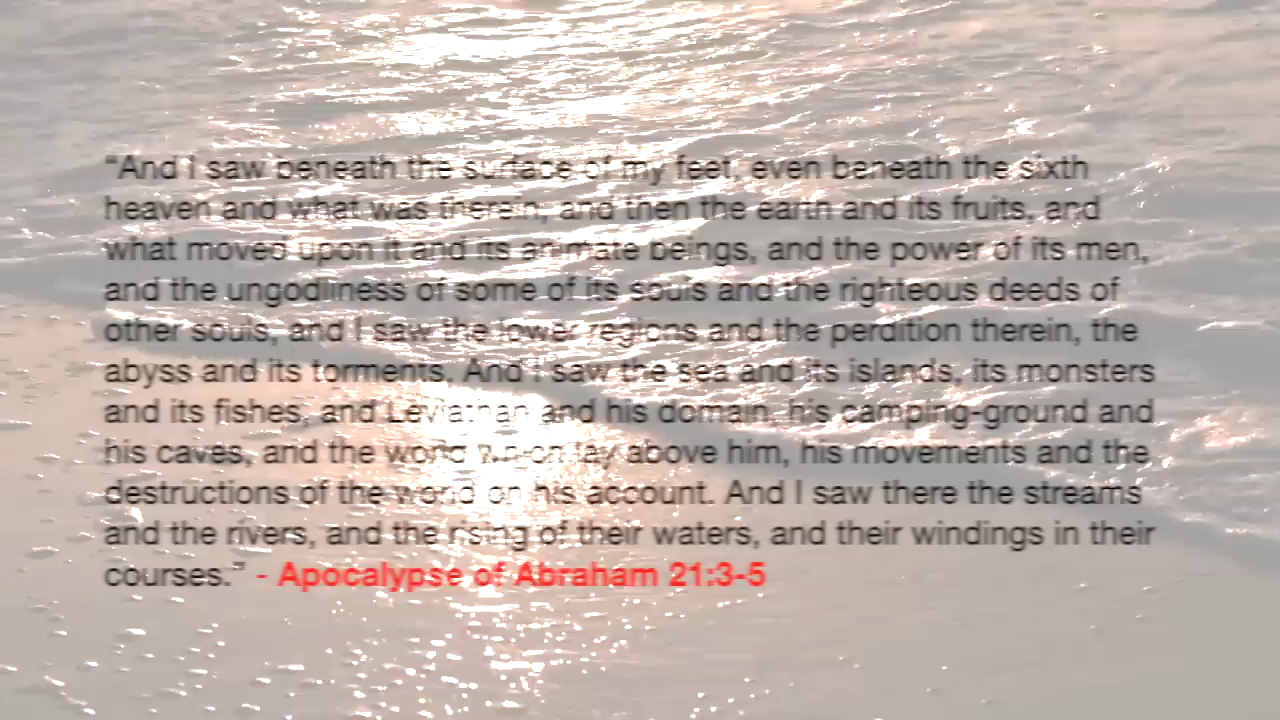 “And I saw beneath the surface of my feet, even beneath the sixth
heaven and what was therein, and then the earth and its fruits, and
what moved upon it and its animate beings, and the power of its men,
and the ungodliness of some of its souls and the righteous deeds of
other souls, and I saw the lower regions and the perdition therein, the
abyss and its torments. And I saw the sea and its islands, its monsters
and its fishes, and Leviathan and his domain, his camping-ground and
his caves, and the world which lay above him, his movements and the
destructions of the world on his account. And I saw there the streams
and the rivers, and the rising of their waters, and their windings in their
courses.” - Apocalypse of Abraham 21:3-5